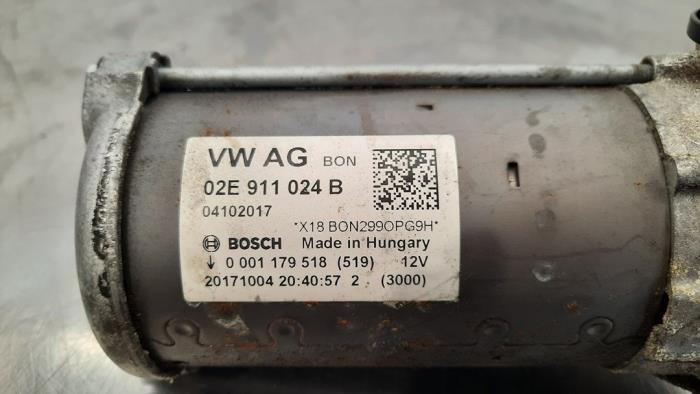 VW AG BON
02E 911 024 B
04102017
*X18 BON299OPG9H*
BOSCH Made in Hungary
↓ 0 001 179 518 (519) 12V
20171004 20:40:57 2 (3000)